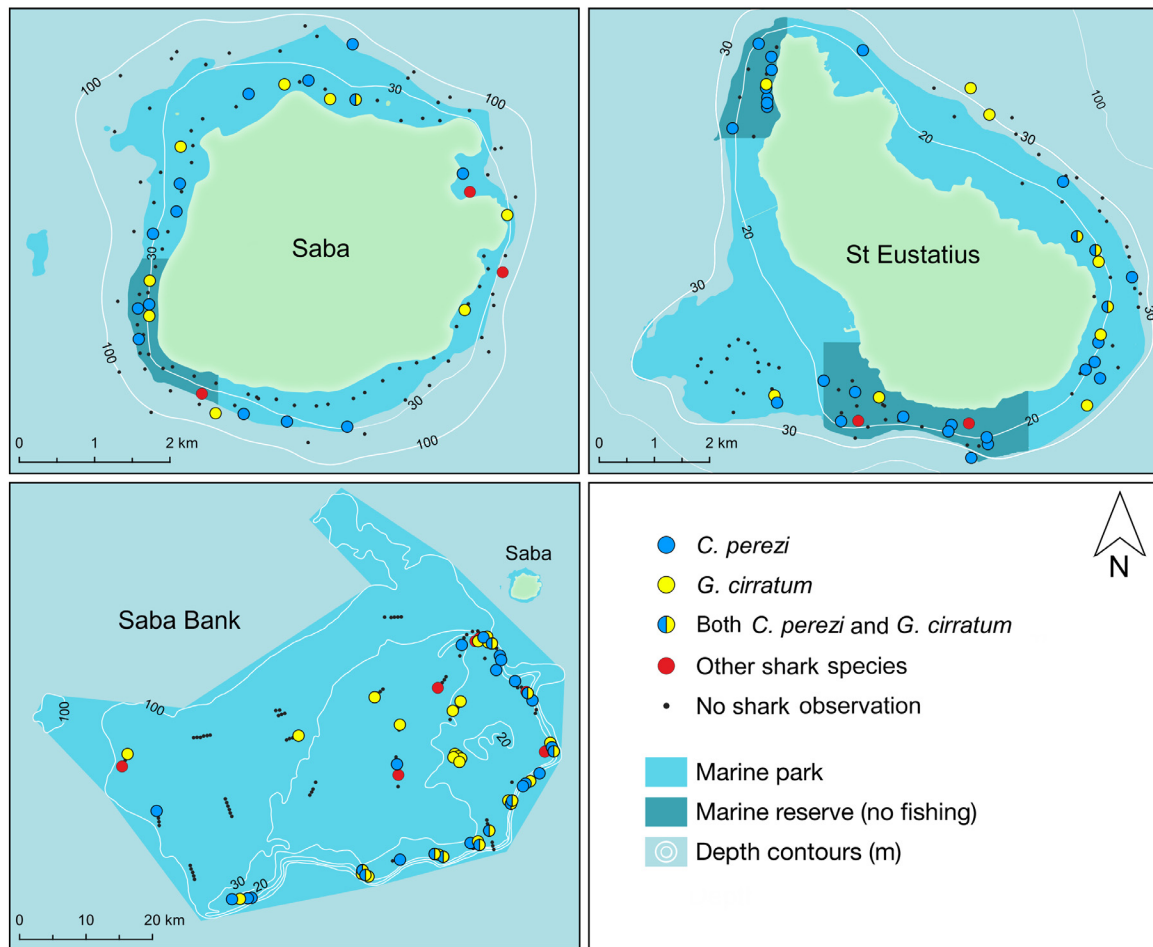 100
30
100
Saba
30
100
30
100
0 1 2 km
30
100
20
30
St Eustatius
20
30
30
20
30
0 1 2 km
Saba
Saba Bank
100
100
20
30
20
0 10 20 km
C. perezi
G. cirratum
Both C. perezi and G. cirratum
Other shark species
No shark observation
N
Marine park
Marine reserve (no fishing)
Depth contours (m)